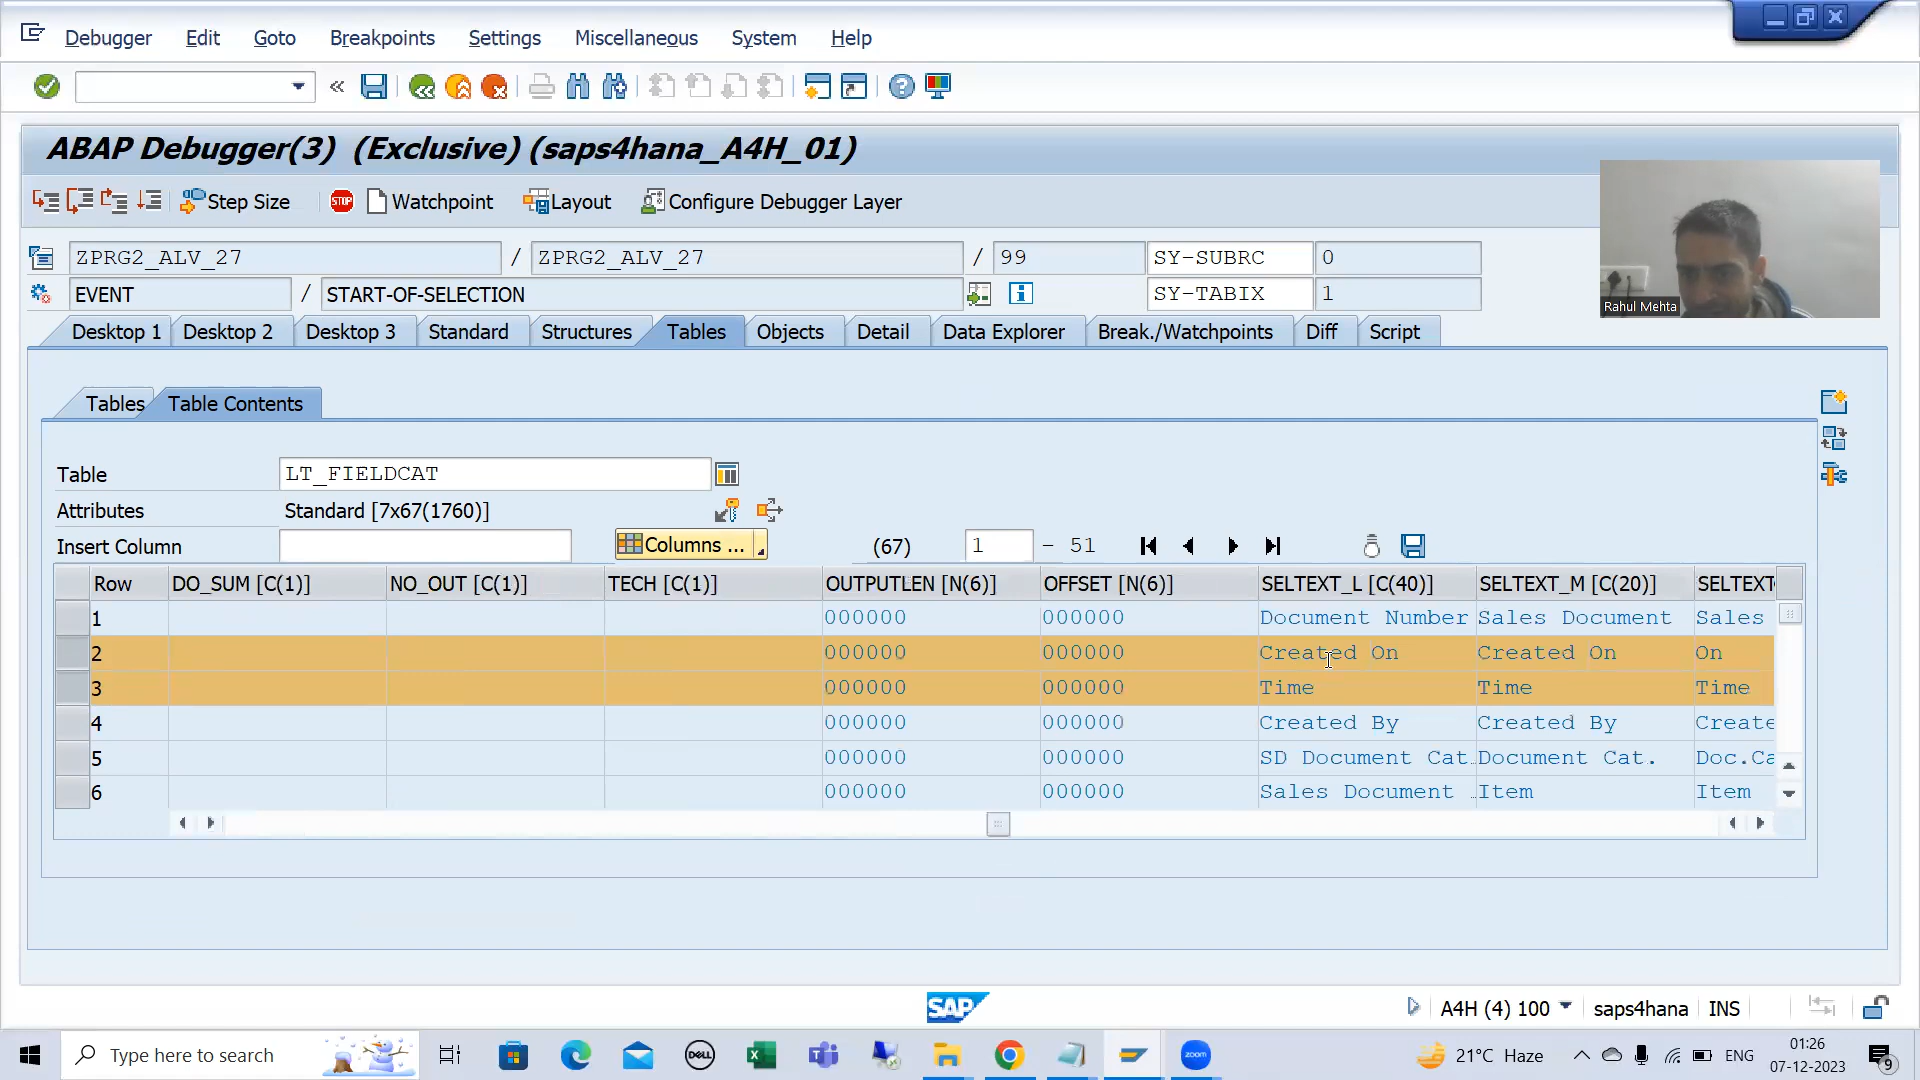 Debugger Edit Goto Breakpoints Settings Miscellaneous System Help
ABAP Debugger(3) (Exclusive) (saps4hana_A4H_01)
Step Size STOP Watchpoint Layout Configure Debugger Layer
ZPRG2_ALV_27 / ZPRG2_ALV_27 / 99 SY-SUBRC 0
EVENT / START-OF-SELECTION SY-TABIX 1
Rahul Mehta
Desktop 1 Desktop 2 Desktop 3 Standard Structures Tables Objects Detail Data Explorer Break./Watchpoints Diff Script
Tables Table Contents
Table LT_FIELDCAT
Attributes Standard [7x67(1760)]
Insert Column Columns ... (67) 1 - 51
Row DO_SUM [C(1)] NO_OUT [C(1)] TECH [C(1)] OUTPUTLEN [N(6)] OFFSET [N(6)] SELTEXT_L [C(40)] SELTEXT_M [C(20)] SELTEXT
1 000000 000000 Document Number Sales Document Sales
2 000000 000000 Created On Created On On
3 000000 000000 Time Time Time
4 000000 000000 Created By Created By Create
5 000000 000000 SD Document Cat… Document Cat. Doc.Ca
6 000000 000000 Sales Document … Item Item
SAP
A4H (4) 100 saps4hana INS
Type here to search DELL zoom 21°C Haze ENG 01:26
07-12-2023 9